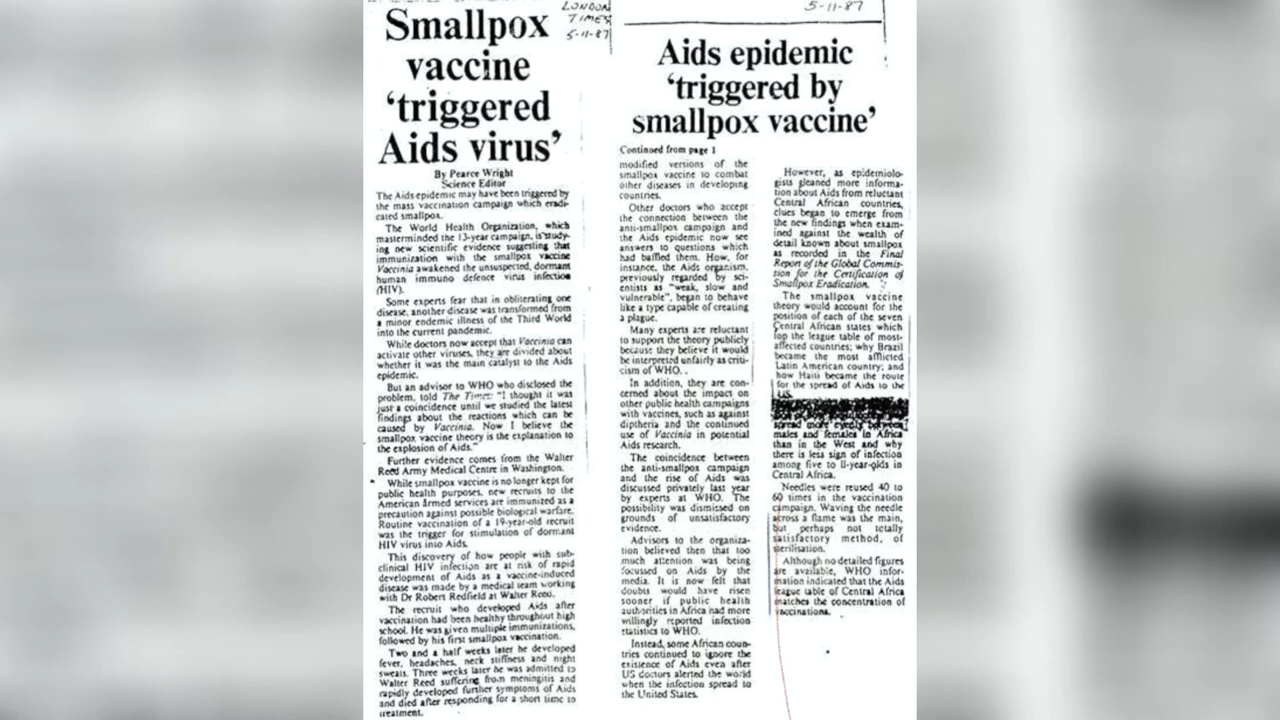 Smallpox
vaccine
‘triggered
Aids virus’
LONDON
TIMES
5-11-87
By Pearce Wright
Science Editor
The Aids epidemic may have been triggered by
the mass vaccination campaign which eradi-
cated smallpox.
The World Health Organization, which
masterminded the 13-year campaign, is study-
ing new scientific evidence suggesting that
immunization with the smallpox vaccine
Vaccinia awakened the unsuspected, dormant
human immuno defence virus infection
(HIV).
Some experts fear that in obliterating one
disease, another disease was transformed from
a minor endemic illness of the Third World
into the current pandemic.
While doctors now accept that Vaccinia can
activate other viruses, they are divided about
whether it was the main catalyst to the Aids
epidemic.
But an advisor to WHO who disclosed the
problem, told The Times: "I thought it was
just a coincidence until we studied the latest
findings about the reactions which can be
caused by Vaccinia. Now I believe the
smallpox vaccine theory is the explanation to
the explosion of Aids."
Further evidence comes from the Walter
Reed Army Medical Centre in Washington.
While smallpox vaccine is no longer kept for
public health purposes, new recruits to the
American armed services are immunized as a
precaution against possible biological warfare.
Routine vaccination of a 19-year-old recruit
was the trigger for stimulation of dormant
HIV virus into Aids.
This discovery of how people with sub-
clinical HIV infection are at risk of rapid
development of Aids as a vaccine-induced
disease was made by a medical team working
with Dr Robert Redfield at Walter Reed.
The recruit who developed Aids after
vaccination had been healthy throughout high
school. He was given multiple immunizations,
followed by his first smallpox vaccination.
Two and a half weeks later he developed
fever, headaches, neck stiffness and night
sweats. Three weeks later he was admitted to
Walter Reed suffering from meningitis and
rapidly developed further symptoms of Aids
and died after responding for a short time to
treatment.
5-11-87
Aids epidemic
‘triggered by
smallpox vaccine’
Continued from page 1
modified versions of the
smallpox vaccine to combat
other diseases in developing
countries.
Other doctors who accept
the connection between the
anti-smallpox campaign and
the Aids epidemic now see
answers to questions which
had baffled them. How, for
instance, the Aids organism,
previously regarded by sci-
entists as "weak, slow and
vulnerable", began to behave
like a type capable of creating
a plague.
Many experts are reluctant
to support the theory publicly
because they believe it would
be interpreted unfairly as criti-
cism of WHO.
In addition, they are con-
cerned about the impact on
other public health campaigns
with vaccines, such as against
diptheria and the continued
use of Vaccinia in potential
Aids research.
The coincidence between
the anti-smallpox campaign
and the rise of Aids was
discussed privately last year
by experts at WHO. The
possibility was dismissed on
grounds of unsatisfactory
evidence.
Advisors to the organiza-
tion believed then that too
much attention was being
focussed on Aids by the
media. It is now felt that
doubts would have risen
sooner if public health
authorities in Africa had more
willingly reported infection
statistics to WHO.
Instead, some African coun-
tries continued to ignore the
existence of Aids even after
US doctors alerted the world
when the infection spread to
the United States.
However, as epidemiolo-
gists gleaned more informa-
tion about Aids from reluctant
Central African countries,
clues began to emerge from
the new findings when exam-
ined against the wealth of
detail known about smallpox
as recorded in the Final
Report of the Global Commis-
sion for the Certification of
Smallpox Eradication.
The smallpox vaccine
theory would account for the
position of each of the seven
Central African states which
top the league table of most-
affected countries; why Brazil
became the most afflicted
Latin American country; and
how Haiti became the route
for the spread of Aids to the
US.
spread more evenly between
males and females in Africa
than in the West and why
there is less sign of infection
among five to 11-year-olds in
Central Africa.
Needles were reused 40 to
60 times in the vaccination
campaign. Waving the needle
across a flame was the main,
but perhaps not totally
satisfactory method, of
sterilisation.
Although no detailed figures
are available, WHO infor-
mation indicated that the Aids
league table of Central Africa
matches the concentration of
vaccinations.